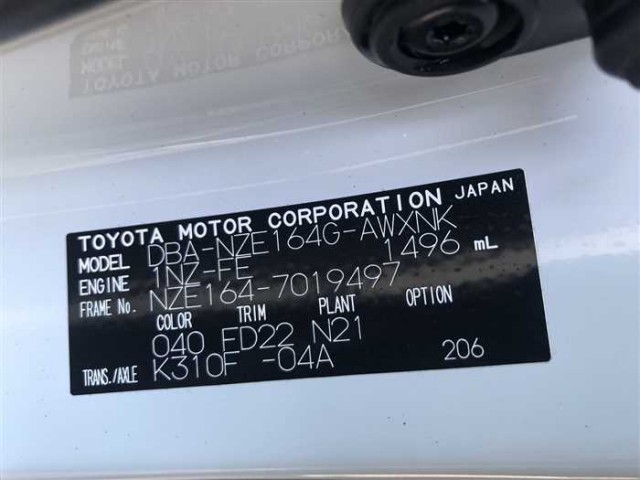 TOYOTA MOTOR CORPORATION JAPAN
MODEL DBA-NZE164G-AWXNK
ENGINE 1NZ-FE 1496 mL
FRAME No. NZE164-7019497
COLOR TRIM PLANT OPTION
040 FD22 N21
TRANS./AXLE K310F -04A 206